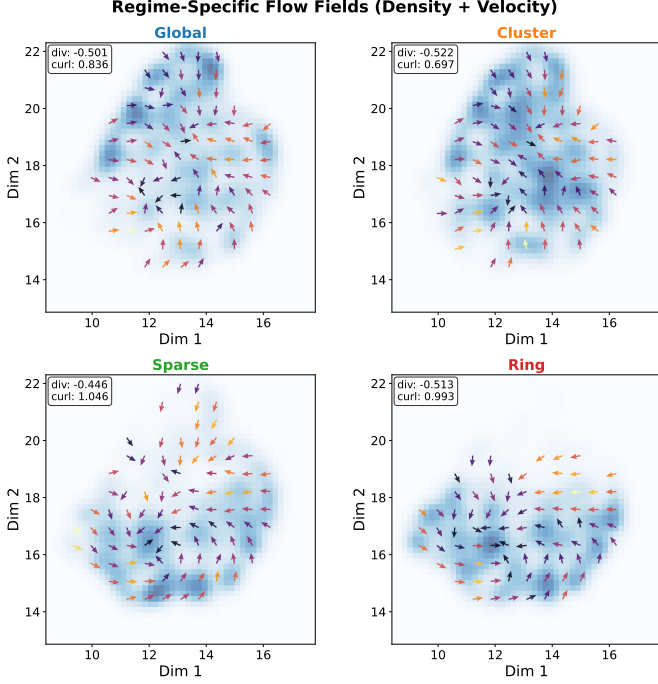 Regime-Specific Flow Fields (Density + Velocity)
Global
div: -0.501
curl: 0.836
22
20
18
16
14
Dim 2
10
12
14
16
Dim 1
Cluster
div: -0.522
curl: 0.697
22
20
18
16
14
Dim 2
10
12
14
16
Dim 1
Sparse
div: -0.446
curl: 1.046
22
20
18
16
14
Dim 2
10
12
14
16
Dim 1
Ring
div: -0.513
curl: 0.993
22
20
18
16
14
Dim 2
10
12
14
16
Dim 1